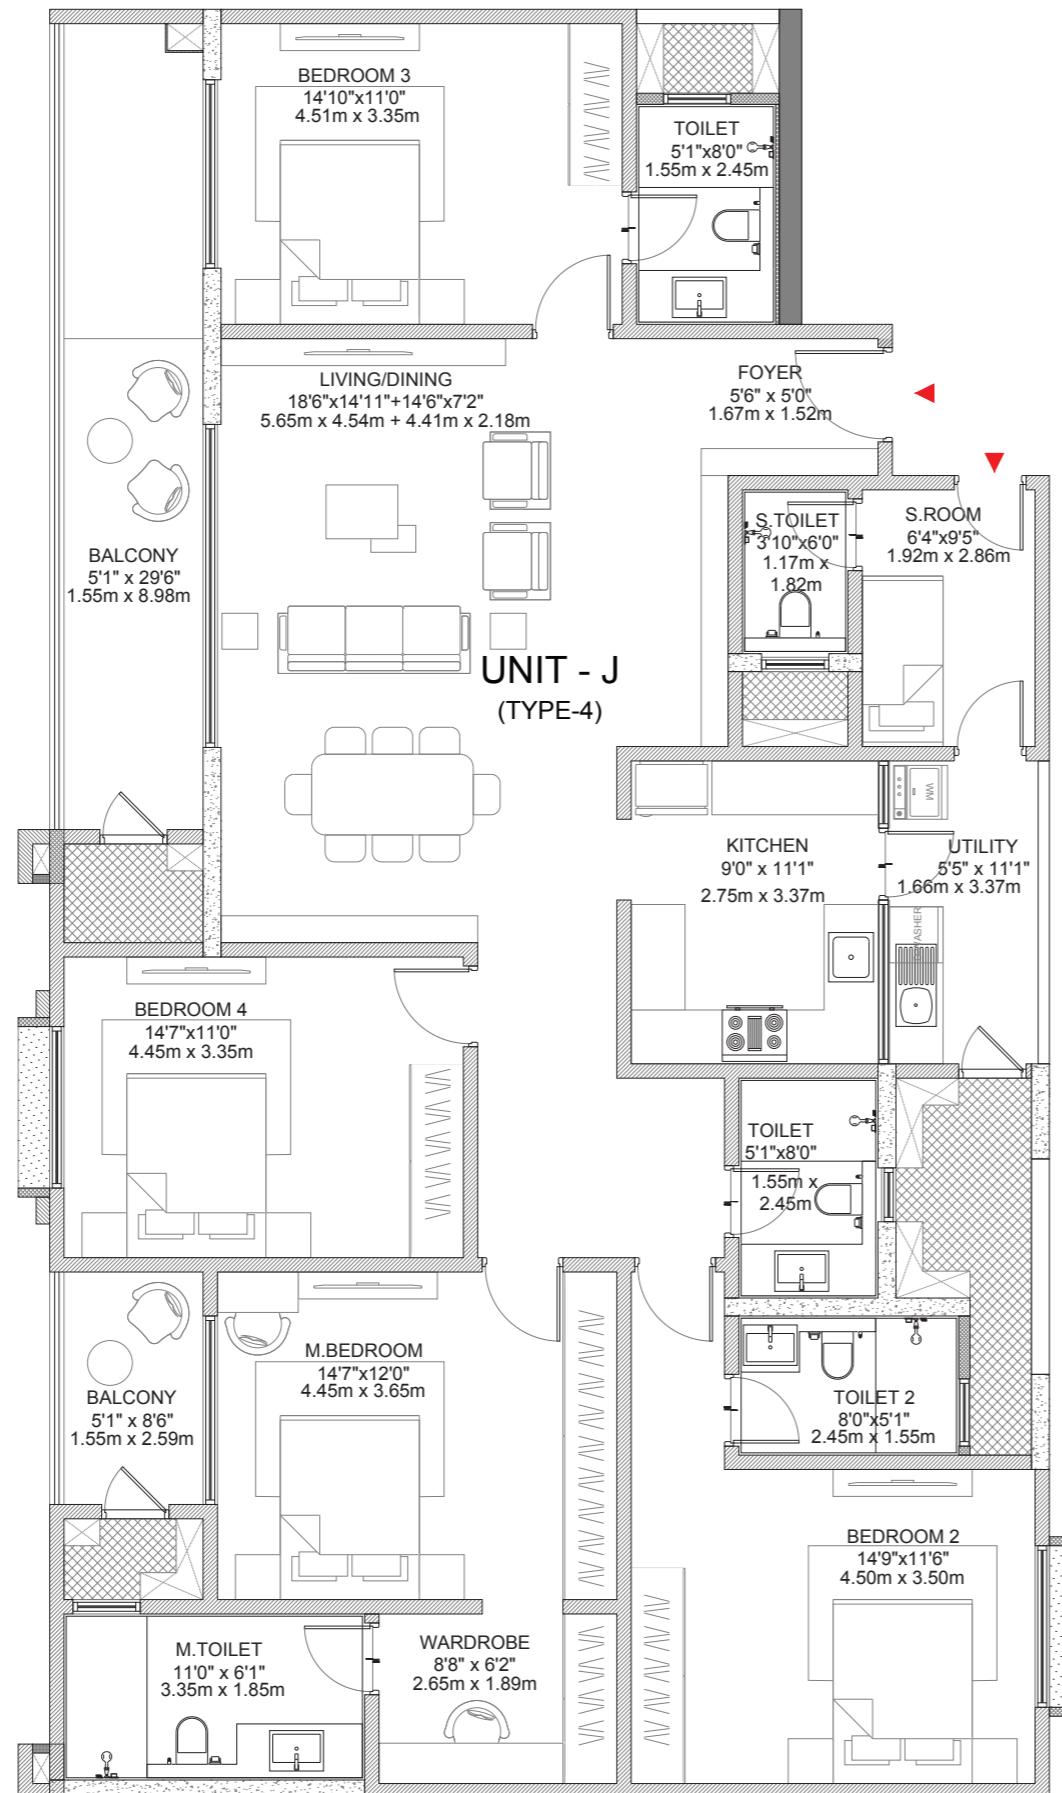 BEDROOM 3
14'10"x11'0"
4.51m x 3.35m
TOILET
5'1"x8'0"
1.55m x 2.45m
LIVING/DINING
18'6"x14'11"+14'6"x7'2"
5.65m x 4.54m + 4.41m x 2.18m
FOYER
5'6" x 5'0"
1.67m x 1.52m
BALCONY
5'1" x 29'6"
1.55m x 8.98m
S.TOILET
3'10"x6'0"
1.17m x
1.82m
S.ROOM
6'4"x9'5"
1.92m x 2.86m
UNIT - J
(TYPE-4)
WM
KITCHEN
9'0" x 11'1"
2.75m x 3.37m
UTILITY
5'5" x 11'1"
1.66m x 3.37m
BEDROOM 4
14'7"x11'0"
4.45m x 3.35m
TOILET
5'1"x8'0"
1.55m x
2.45m
M.BEDROOM
14'7"x12'0"
4.45m x 3.65m
BALCONY
5'1" x 8'6"
1.55m x 2.59m
TOILET 2
8'0"x5'1"
2.45m x 1.55m
BEDROOM 2
14'9"x11'6"
4.50m x 3.50m
M.TOILET
11'0" x 6'1"
3.35m x 1.85m
WARDROBE
8'8" x 6'2"
2.65m x 1.89m